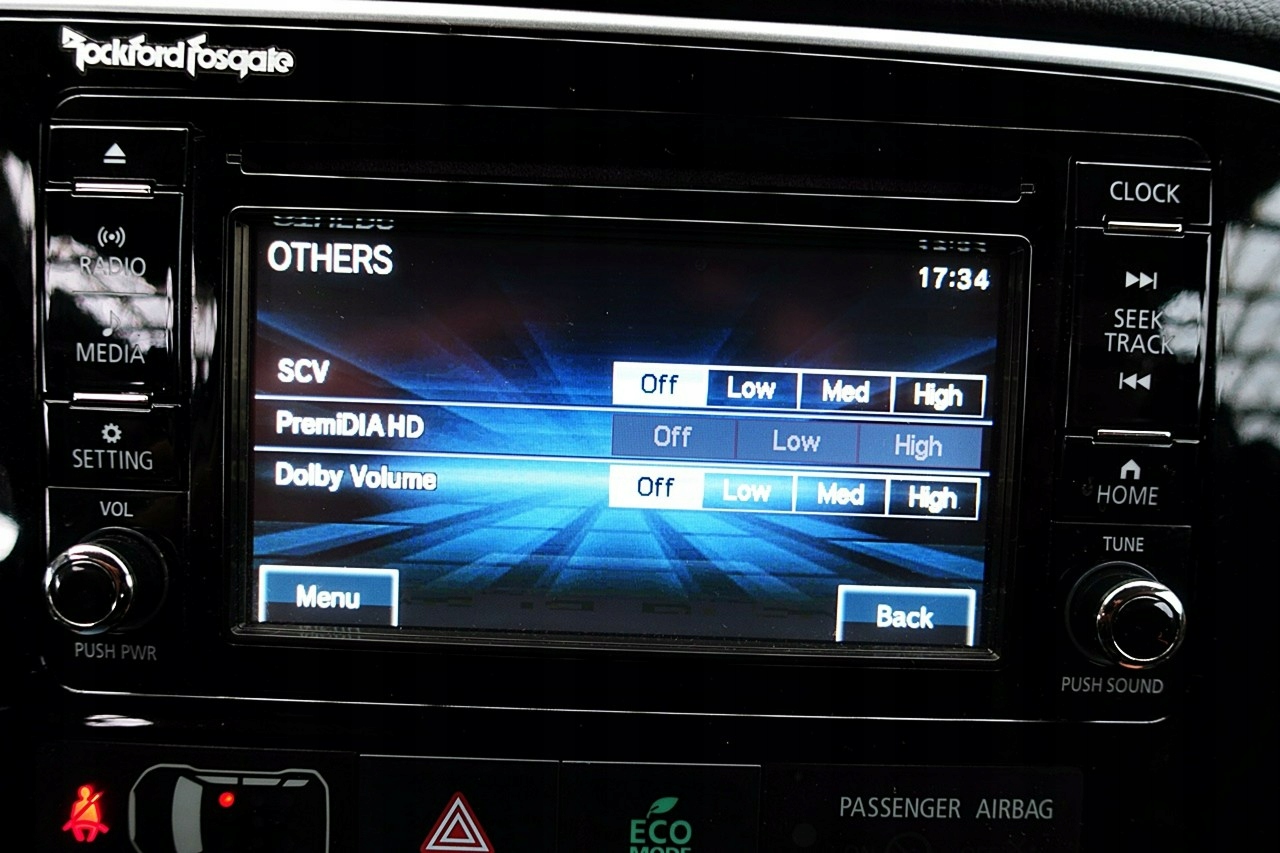 Rockford Fosgate
RADIO
MEDIA
SETTING
VOL
PUSH PWR
OTHERS
17:34
SCV Off Low Med High
PremiDIA HD Off Low High
Dolby Volume Off Low Med High
Menu
Back
CLOCK
SEEK
TRACK
HOME
TUNE
PUSH SOUND
ECO
MODE
PASSENGER AIRBAG